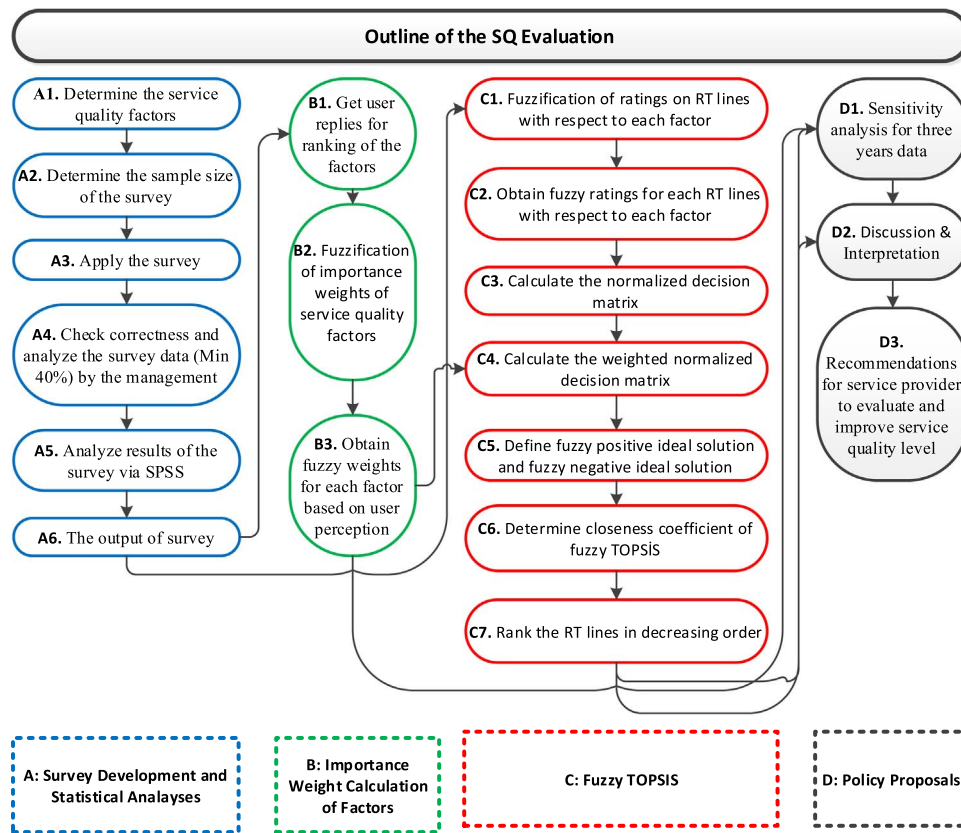 Outline of the SQ Evaluation
A1. Determine the service
quality factors
A2. Determine the sample size
of the survey
A3. Apply the survey
A4. Check correctness and
analyze the survey data (Min
40%) by the management
A5. Analyze results of the
survey via SPSS
A6. The output of survey
B1. Get user
replies for
ranking of the
factors
B2. Fuzzification
of importance
weights of
service quality
factors
B3. Obtain
fuzzy weights
for each factor
based on user
perception
C1. Fuzzification of ratings on RT lines
with respect to each factor
C2. Obtain fuzzy ratings for each RT lines
with respect to each factor
C3. Calculate the normalized decision
matrix
C4. Calculate the weighted normalized
decision matrix
C5. Define fuzzy positive ideal solution
and fuzzy negative ideal solution
C6. Determine closeness coefficient of
fuzzy TOPSİS
C7. Rank the RT lines in decreasing order
D1. Sensitivity
analysis for three
years data
D2. Discussion &
Interpretation
D3.
Recommendations
for service provider
to evaluate and
improve service
quality level
A: Survey Development and
Statistical Analayses
B: Importance
Weight Calculation
of Factors
C: Fuzzy TOPSIS
D: Policy Proposals